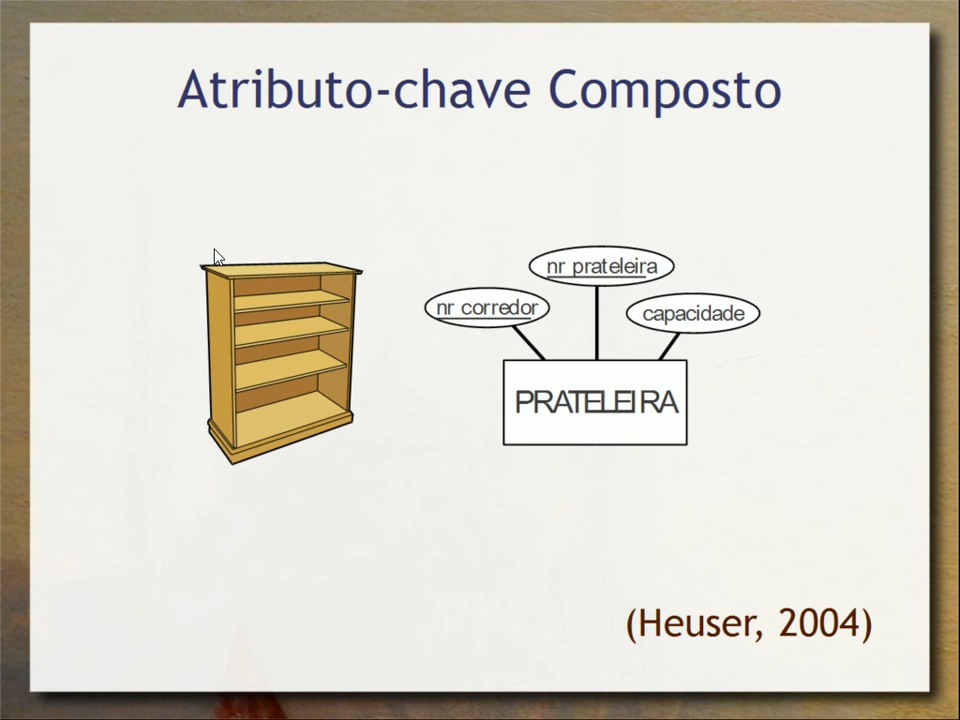 Atributo-chave Composto
nr prateleira
nr corredor
capacidade
PRATELEIRA
(Heuser, 2004)